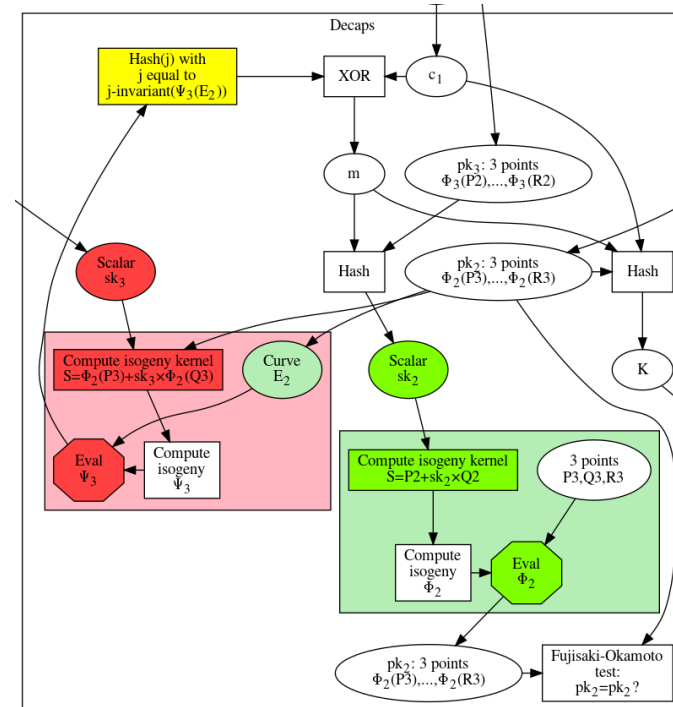 Decaps
Hash(j) with
j equal to
j-invariant(Ψ₃(E₂))
XOR
c₁
m
pk₃: 3 points
Φ₃(P2),...,Φ₃(R2)
Scalar
sk₃
Hash
pk₂: 3 points
Φ₂(P3),...,Φ₂(R3)
Hash
Compute isogeny kernel
S=Φ₂(P3)+sk₃×Φ₂(Q3)
Curve
E₂
Scalar
sk₂
K
Eval
Ψ₃
Compute
isogeny
Ψ₃
Compute isogeny kernel
S=P2+sk₂×Q2
3 points
P3,Q3,R3
Compute
isogeny
Φ₂
Eval
Φ₂
pk₂: 3 points
Φ₂(P3),...,Φ₂(R3)
Fujisaki-Okamoto
test:
pk₂=pk₂?